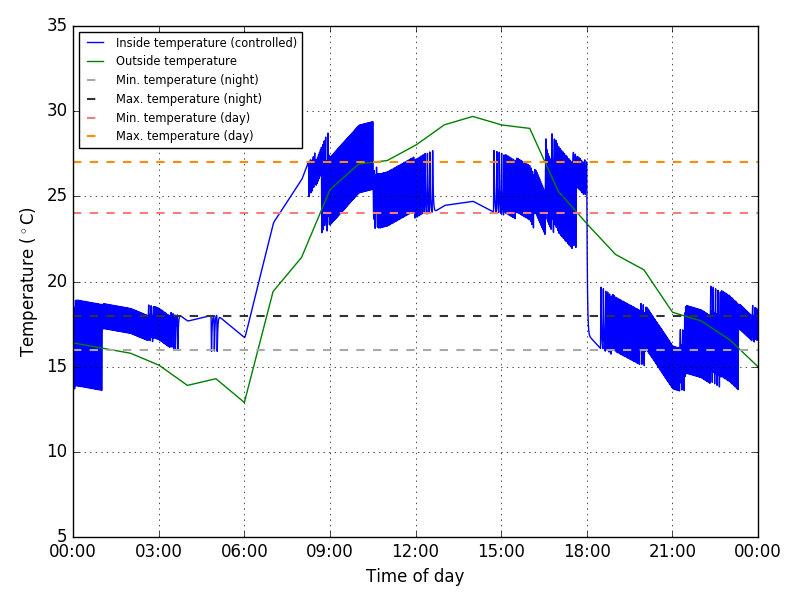 35
30
25
20
15
10
5
Temperature (°C)
Inside temperature (controlled)
Outside temperature
Min. temperature (night)
Max. temperature (night)
Min. temperature (day)
Max. temperature (day)
00:00 03:00 06:00 09:00 12:00 15:00 18:00 21:00 00:00
Time of day